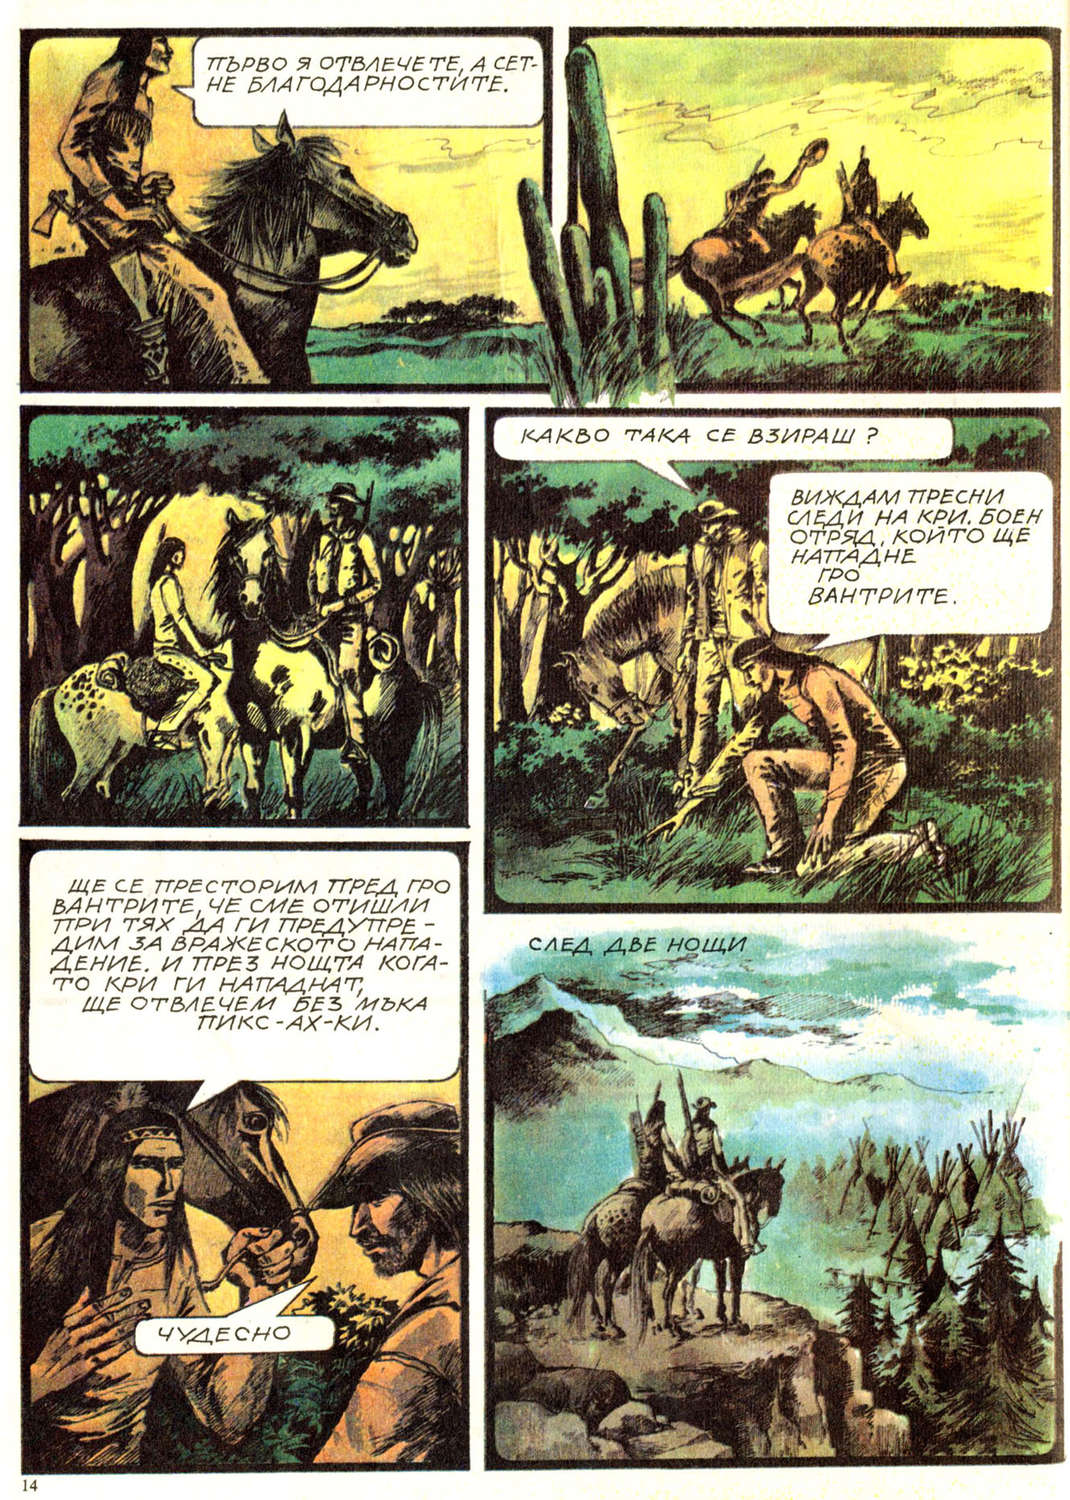 ПЪРВО Я ОТВЛЕЧЕТЕ, А СЕТ-
НЕ БЛАГОДАРНОСТИТЕ.
КАКВО ТАКА СЕ ВЗИРАШ?
ВИЖДАМ ПРЕСНИ
СЛЕДИ НА КРИ. БОЕН
ОТРЯД, КОЙТО ЩЕ
НАПАДНЕ
ГРО
ВАНТРИТЕ.
ЩЕ СЕ ПРЕСТОРИМ ПРЕД ГРО
ВАНТРИТЕ, ЧЕ СМЕ ОТИШЛИ
ПРИ ТЯХ ДА ГИ ПРЕДУПРЕ-
ДИМ ЗА ВРАЖЕСКОТО НАПА-
ДЕНИЕ. И ПРЕЗ НОЩТА КОГА-
ТО КРИ ГИ НАПАДНАТ,
ЩЕ ОТВЛЕЧЕМ БЕЗ МЪКА
ПИКС-АХ-КИ.
ЧУДЕСНО
СЛЕД ДВЕ НОЩИ
14